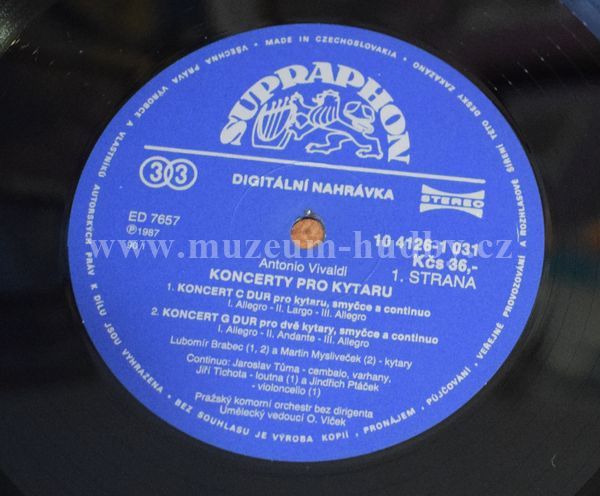 • MADE IN CZECHOSLOVAKIA • VŠECHNA PRÁVA VÝROBCE A VLASTNÍKŮ AUTORSKÝCH PRÁV K DÍLU JSOU VYHRAZENA • BEZ SOUHLASU JE VÝROBA KOPIÍ, PRONÁJEM, PŮJČOVÁNÍ, VEŘEJNÉ PROVOZOVÁNÍ A ROZHLASOVÉ ŠÍŘENÍ TÉTO DESKY ZAKÁZÁNO
SUPRAPHON
33
DIGITÁLNÍ NAHRÁVKA
STEREO
ED 7657
Ⓟ 1987
90
10 4126-1 031
Kčs 36,-
1. STRANA
www.muzeum-hudby.cz
Antonio Vivaldi
KONCERTY PRO KYTARU
1. KONCERT C DUR pro kytaru, smyčce a continuo
I. Allegro - II. Largo - III. Allegro
2. KONCERT G DUR pro dvě kytary, smyčce a continuo
I. Allegro - II. Andante - III. Allegro
Lubomír Brabec (1, 2) a Martin Mysliveček (2) - kytary
Continuo: Jaroslav Tůma - cembalo, varhany,
Jiří Tichota - loutna (1) a Jindřich Ptáček
- violoncello (1)
Pražský komorní orchestr bez dirigenta
Umělecký vedoucí O. Vlček